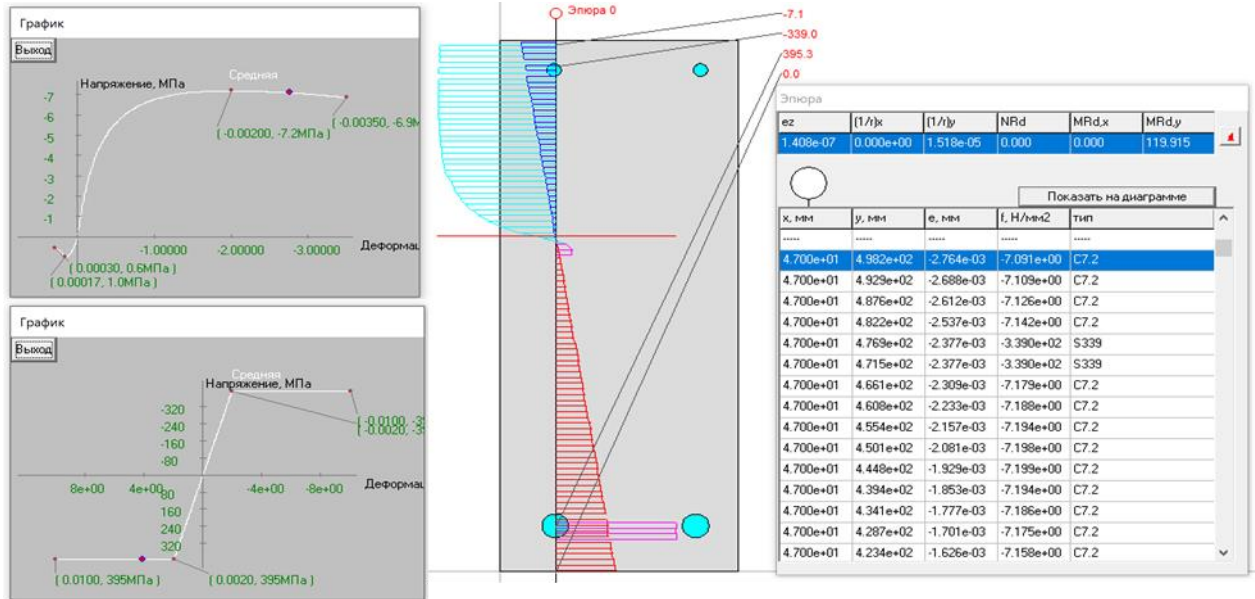 График
Выход
Напряжение, МПа
Средняя
-7
-6
-5
-4
-3
-2
-1
(-0.00200, -7.2МПа )
(-0.00350, -6.9М
-1.00000 -2.00000 -3.00000
Деформац
( 0.00030, 0.6МПа )
( 0.00017, 1.0МПа )
График
Выход
Средняя
Напряжение, МПа
-320
-240
-160
-80
( -0.0100, -3
( -0.0020, -3
8e+00 4e+00 -4e+00 -8e+00
Деформац
80
160
240
320
( 0.0100, 395МПа )
( 0.0020, 395МПа )
Эпюра 0
-7.1
-339.0
395.3
0.0
Эпюра
ez (1/r)x (1/r)y NRd MRd,x MRd,y
1.408e-07 0.000e+00 1.518e-05 0.000 0.000 119.915
Показать на диаграмме
x, мм y, мм e, мм f, Н/мм2 тип
----- ----- ----- ----- -----
4.700e+01 4.982e+02 -2.764e-03 -7.091e+00 C7.2
4.700e+01 4.929e+02 -2.688e-03 -7.109e+00 C7.2
4.700e+01 4.876e+02 -2.612e-03 -7.126e+00 C7.2
4.700e+01 4.822e+02 -2.537e-03 -7.142e+00 C7.2
4.700e+01 4.769e+02 -2.377e-03 -3.390e+02 S339
4.700e+01 4.715e+02 -2.377e-03 -3.390e+02 S339
4.700e+01 4.661e+02 -2.309e-03 -7.179e+00 C7.2
4.700e+01 4.608e+02 -2.233e-03 -7.188e+00 C7.2
4.700e+01 4.554e+02 -2.157e-03 -7.194e+00 C7.2
4.700e+01 4.501e+02 -2.081e-03 -7.198e+00 C7.2
4.700e+01 4.448e+02 -1.929e-03 -7.199e+00 C7.2
4.700e+01 4.394e+02 -1.853e-03 -7.194e+00 C7.2
4.700e+01 4.341e+02 -1.777e-03 -7.186e+00 C7.2
4.700e+01 4.287e+02 -1.701e-03 -7.175e+00 C7.2
4.700e+01 4.234e+02 -1.626e-03 -7.158e+00 C7.2